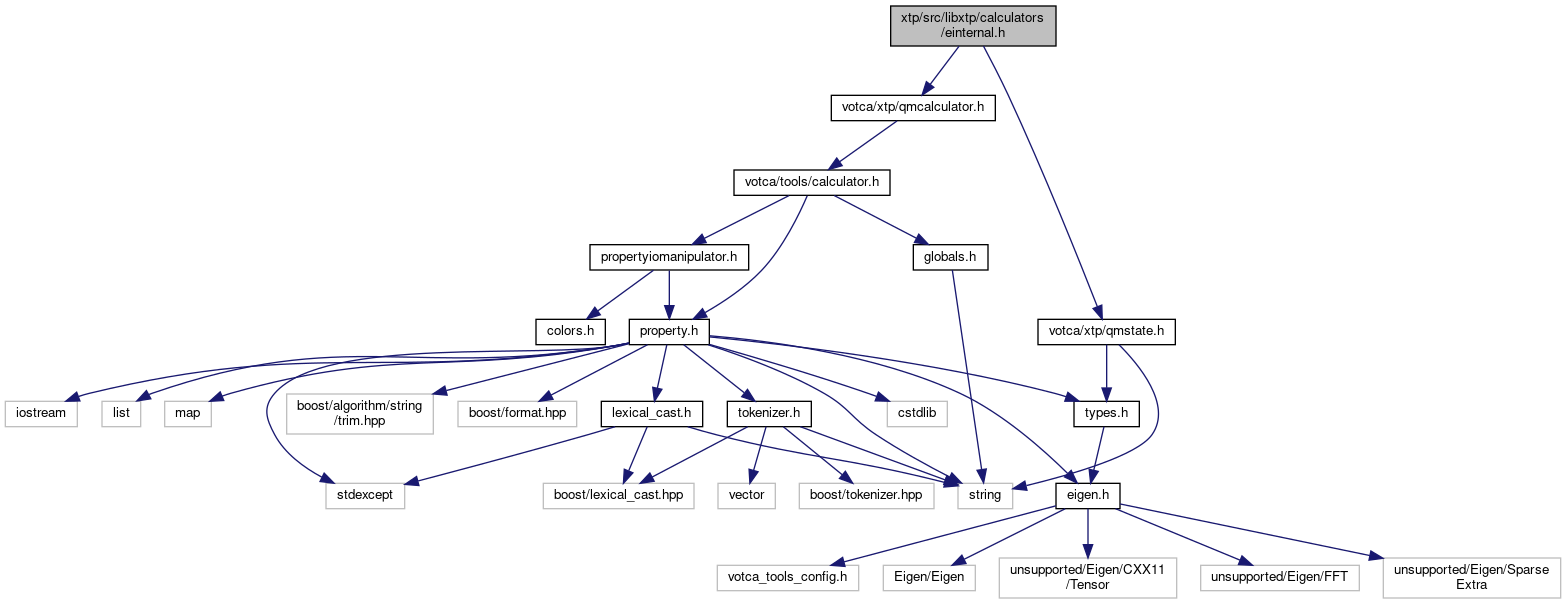 xtp/src/libxtp/calculators
/einternal.h
votca/xtp/qmcalculator.h
votca/tools/calculator.h
propertyiomanipulator.h
globals.h
colors.h
property.h
votca/xtp/qmstate.h
iostream
list
map
boost/algorithm/string
/trim.hpp
boost/format.hpp
lexical_cast.h
tokenizer.h
cstdlib
types.h
stdexcept
boost/lexical_cast.hpp
vector
boost/tokenizer.hpp
string
eigen.h
votca_tools_config.h
Eigen/Eigen
unsupported/Eigen/CXX11
/Tensor
unsupported/Eigen/FFT
unsupported/Eigen/Sparse
Extra